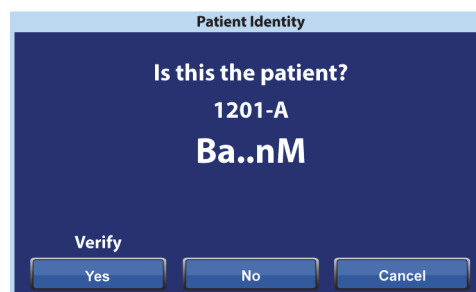 Patient Identity
Is this the patient?
1201-A
Ba..nM
Verify
Yes No Cancel